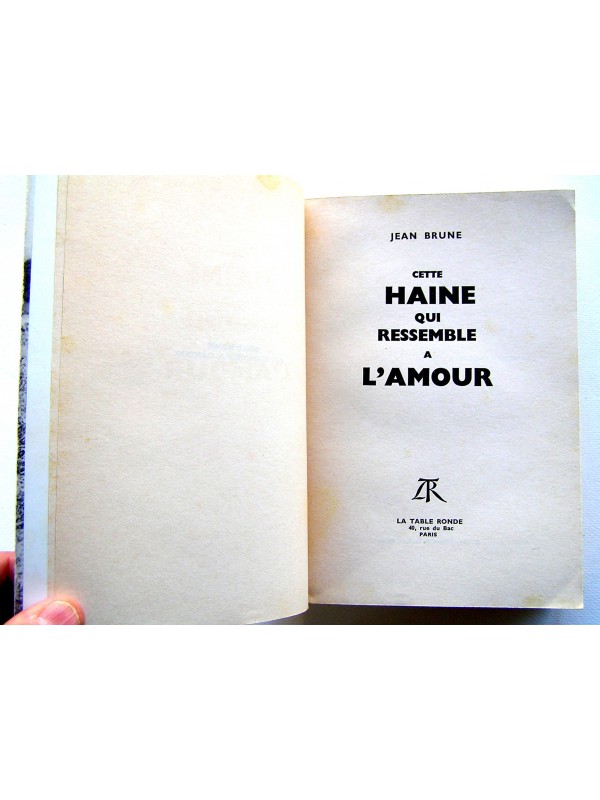 JEAN BRUNE
CETTE
HAINE
QUI
RESSEMBLE
A
L'AMOUR
LA TABLE RONDE
40, rue du Bac
PARIS